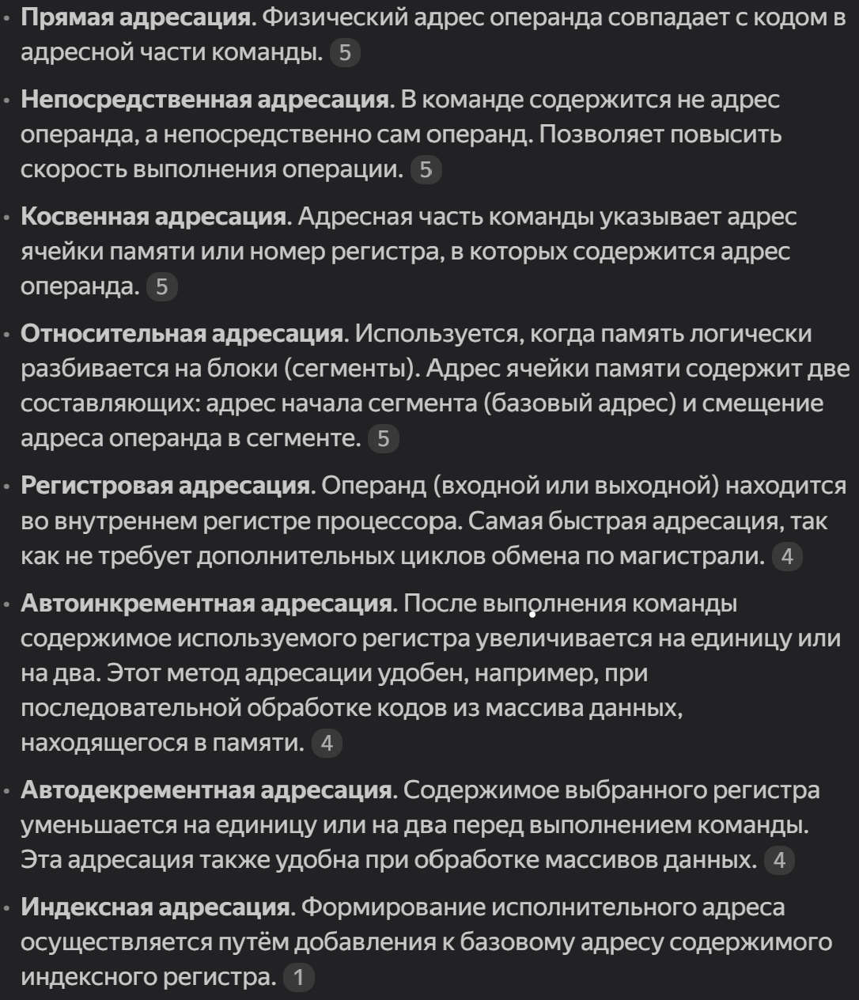 • Прямая адресация. Физический адрес операнда совпадает с кодом в
адресной части команды. 5
• Непосредственная адресация. В команде содержится не адрес
операнда, а непосредственно сам операнд. Позволяет повысить
скорость выполнения операции. 5
• Косвенная адресация. Адресная часть команды указывает адрес
ячейки памяти или номер регистра, в которых содержится адрес
операнда. 5
• Относительная адресация. Используется, когда память логически
разбивается на блоки (сегменты). Адрес ячейки памяти содержит две
составляющих: адрес начала сегмента (базовый адрес) и смещение
адреса операнда в сегменте. 5
• Регистровая адресация. Операнд (входной или выходной) находится
во внутреннем регистре процессора. Самая быстрая адресация, так
как не требует дополнительных циклов обмена по магистрали. 4
• Автоинкрементная адресация. После выполнения команды
содержимое используемого регистра увеличивается на единицу или
на два. Этот метод адресации удобен, например, при
последовательной обработке кодов из массива данных,
находящегося в памяти. 4
• Автодекрементная адресация. Содержимое выбранного регистра
уменьшается на единицу или на два перед выполнением команды.
Эта адресация также удобна при обработке массивов данных. 4
• Индексная адресация. Формирование исполнительного адреса
осуществляется путём добавления к базовому адресу содержимого
индексного регистра. 1